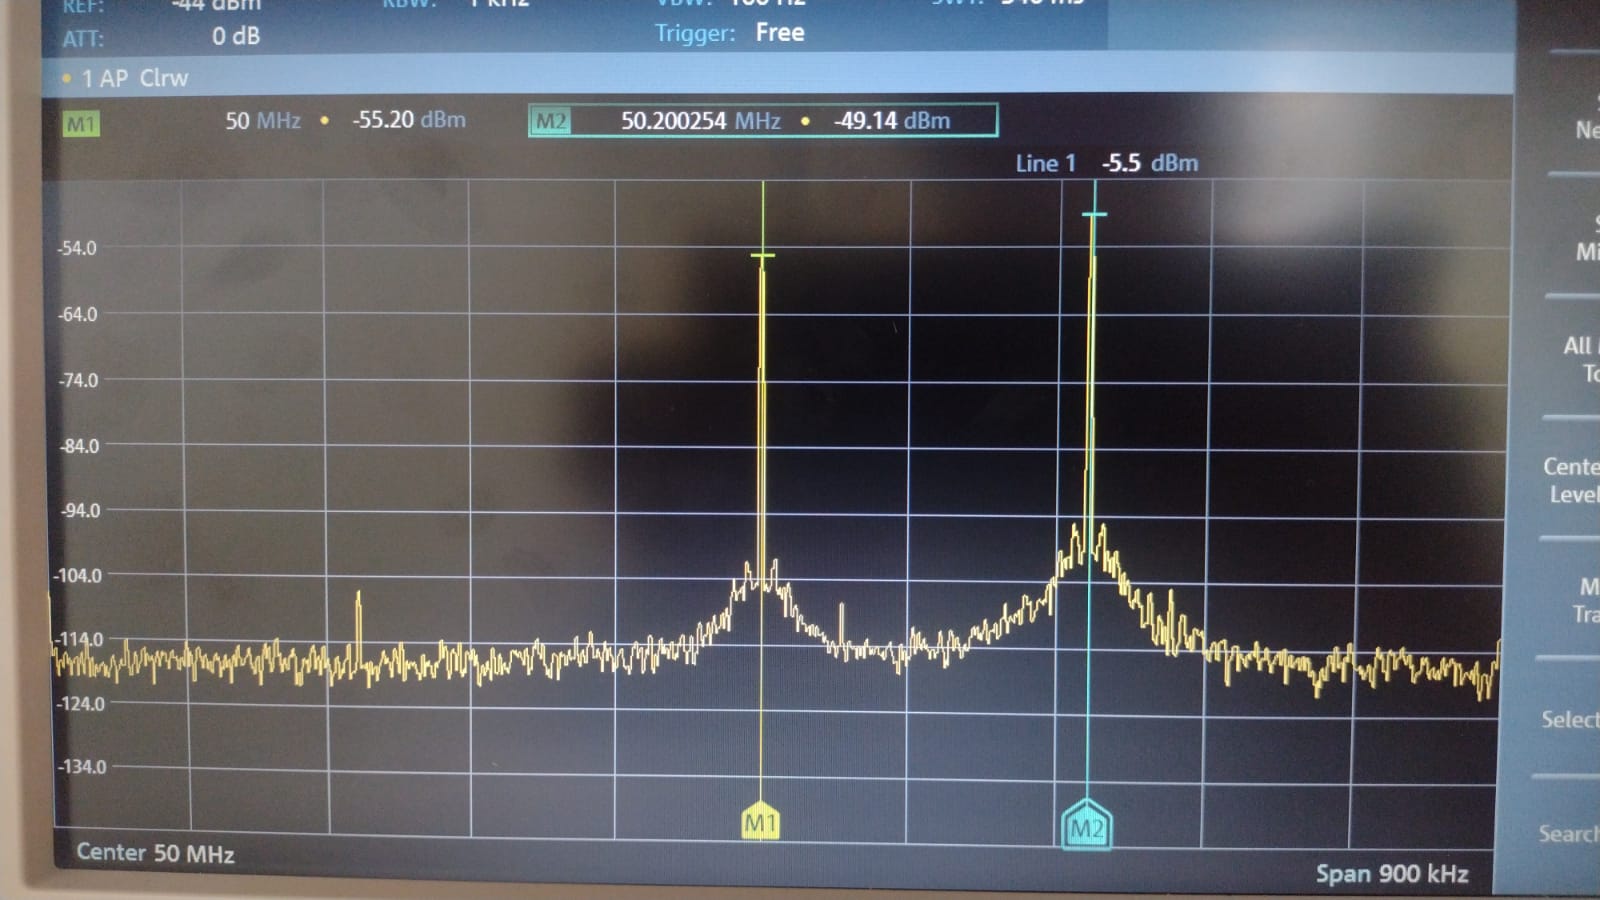 REF: -44 dBm RBW: 1 kHz VBW: 100 Hz SWT: 540 ms
ATT: 0 dB Trigger: Free
1 AP Clrw
M1 50 MHz -55.20 dBm M2 50.200254 MHz -49.14 dBm
Line 1 -5.5 dBm
-54.0
-64.0
-74.0
-84.0
-94.0
-104.0
-114.0
-124.0
-134.0
M1 M2
Center 50 MHz
Span 900 kHz
Ne
Mi
All
To
Cente
Level
M
Tra
Select
Search